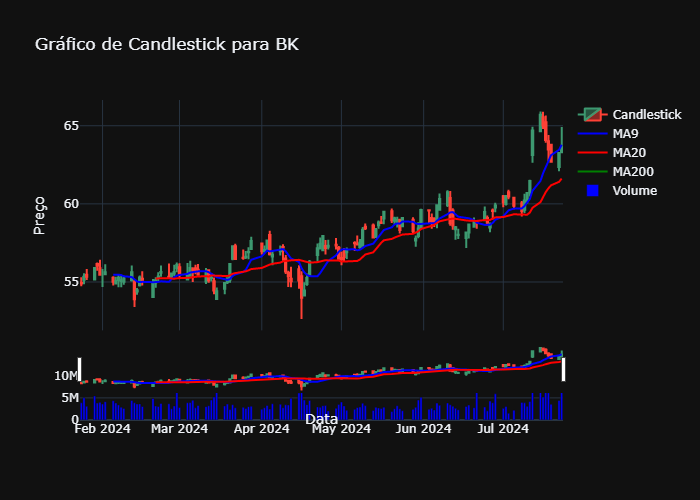 Gráfico de Candlestick para BK
Candlestick
MA9
MA20
MA200
Volume
Preço
65
60
55
10M
5M
0
Data
Feb 2024
Mar 2024
Apr 2024
May 2024
Jun 2024
Jul 2024